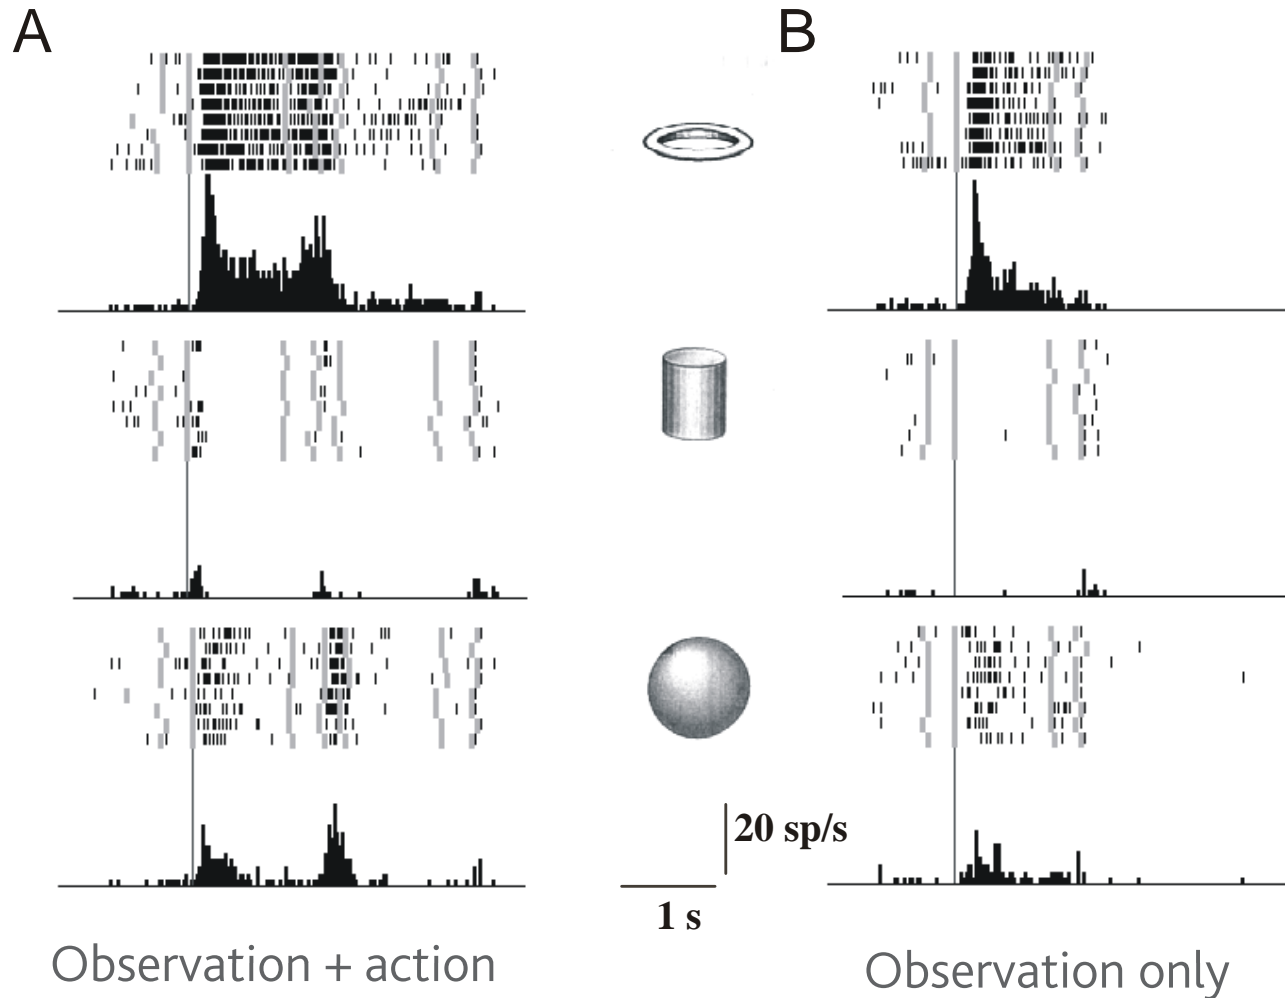 A
B
20 sp/s
1 s
Observation + action
Observation only